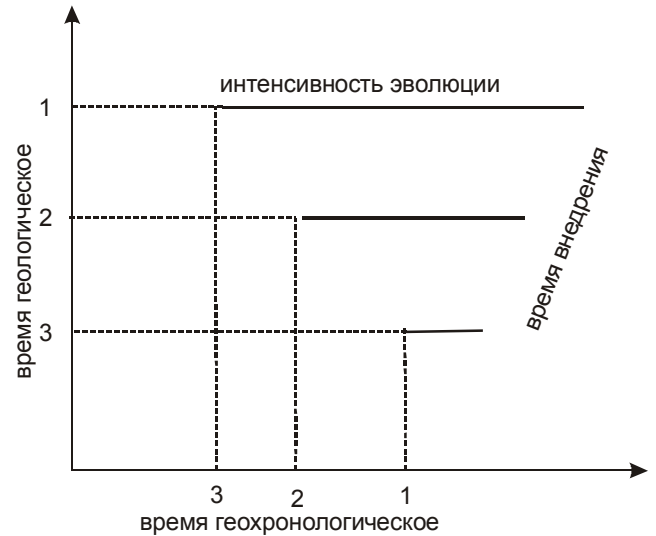 интенсивность эволюции
1
2
3
время геологическое
время внедрения
3
2
1
время геохронологическое